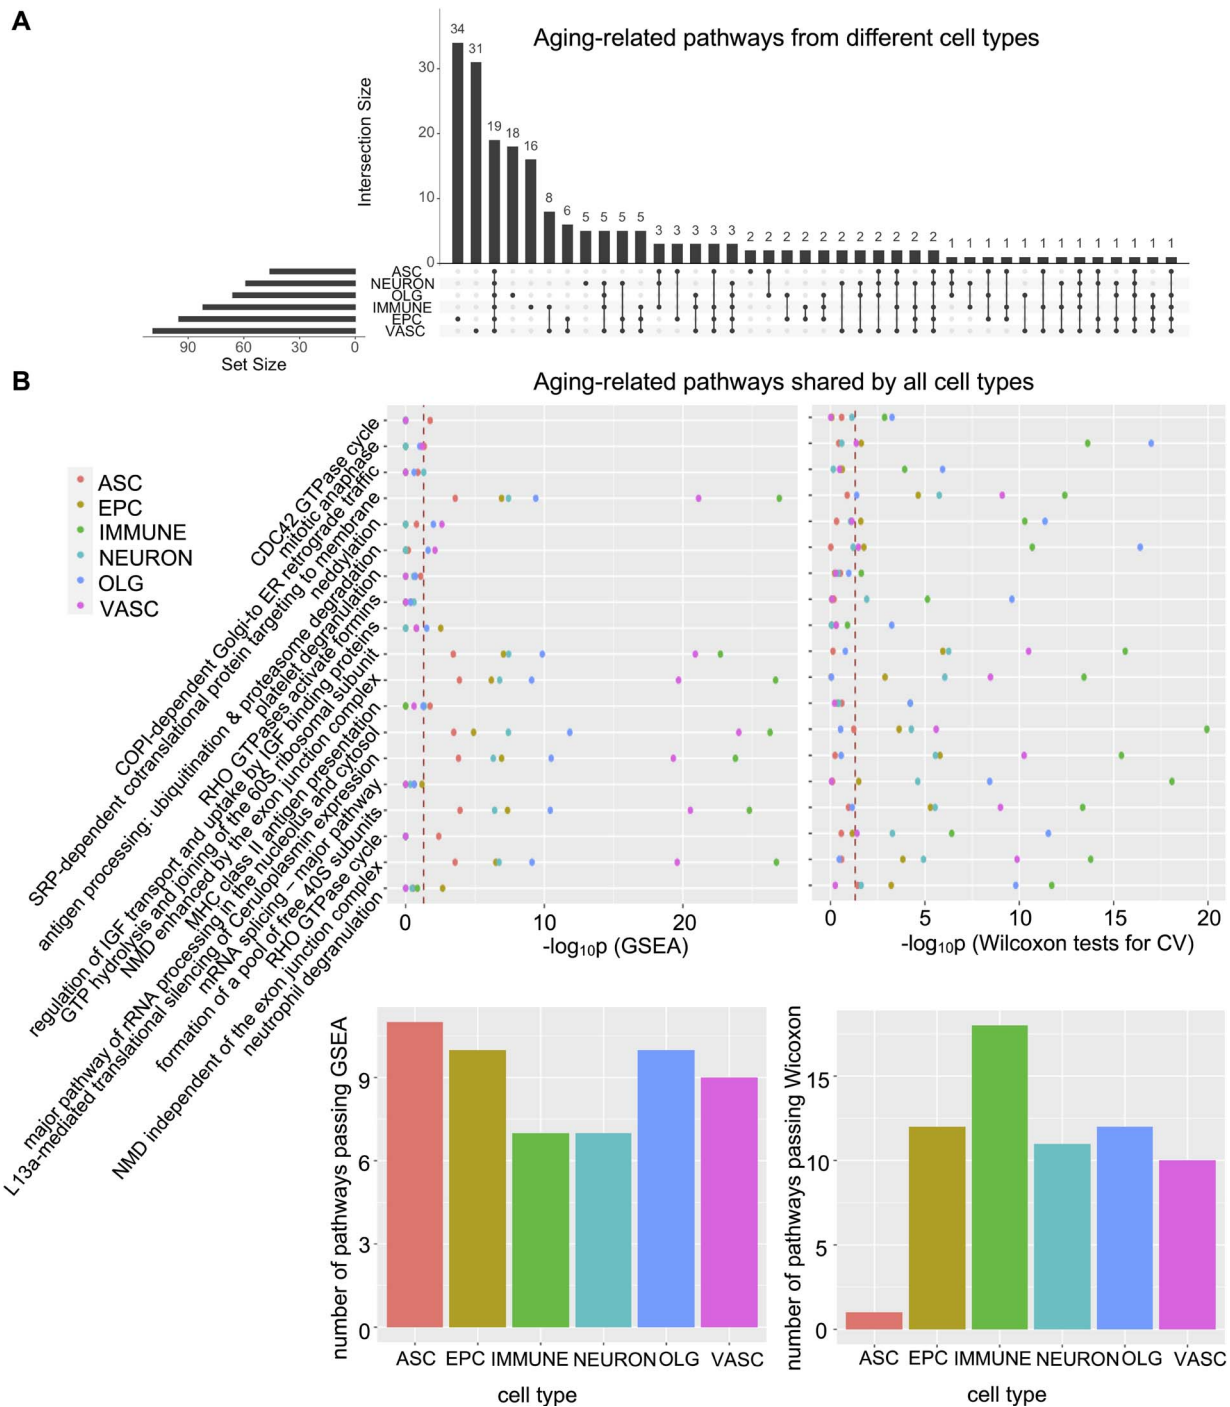 A
Aging-related pathways from different cell types
Intersection Size
30
20
10
0
34
31
19
18
16
8
6
5
5
5
5
3
3
3
3
3
2
2
2
2
2
2
2
2
2
2
2
1
1
1
1
1
1
1
1
1
1
1
1
1
ASC
NEURON
OLG
IMMUNE
EPC
VASC
90
60
30
0
Set Size
B
Aging-related pathways shared by all cell types
ASC
EPC
IMMUNE
NEURON
OLG
VASC
CDC42 GTPase cycle
mitotic anaphase
COPI-dependent Golgi-to ER retrograde traffic
SRP-dependent cotranslational protein targeting to membrane
neddylation
antigen processing: ubiquitination & proteasome degradation
platelet degranulation
RHO GTPases activate formins
regulation of IGF transport and uptake by IGF binding proteins
GTP hydrolysis and joining of the 60S ribosomal subunit
NMD enhanced by the exon junction complex
MHC class II antigen presentation
major pathway of rRNA processing in the nucleolus and cytosol
L13a-mediated translational silencing of Ceruloplasmin expression
mRNA splicing – major pathway
formation of a pool of free 40S subunits
RHO GTPase cycle
NMD independent of the exon junction complex
neutrophil degranulation
0
10
20
-log10p (GSEA)
0
5
10
15
20
-log10p (Wilcoxon tests for CV)
number of pathways passing GSEA
9
6
3
0
ASC
EPC
IMMUNE
NEURON
OLG
VASC
cell type
number of pathways passing Wicoxon
15
10
5
0
ASC
EPC
IMMUNE
NEURON
OLG
VASC
cell type